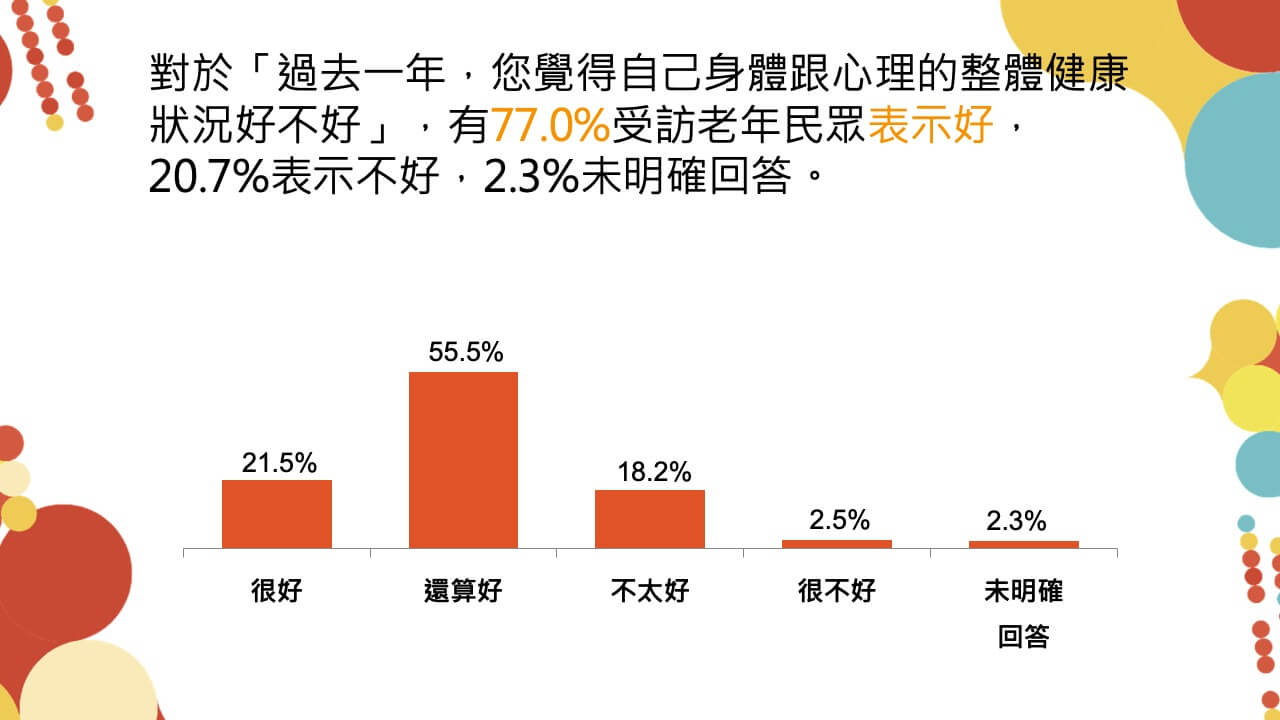 對於「過去一年，您覺得自己身體跟心理的整體健康
狀況好不好」，有77.0%受訪老年民眾表示好，
20.7%表示不好，2.3%未明確回答。
55.5%
21.5%
18.2%
2.5%
2.3%
很好
還算好
不太好
很不好
未明確
回答